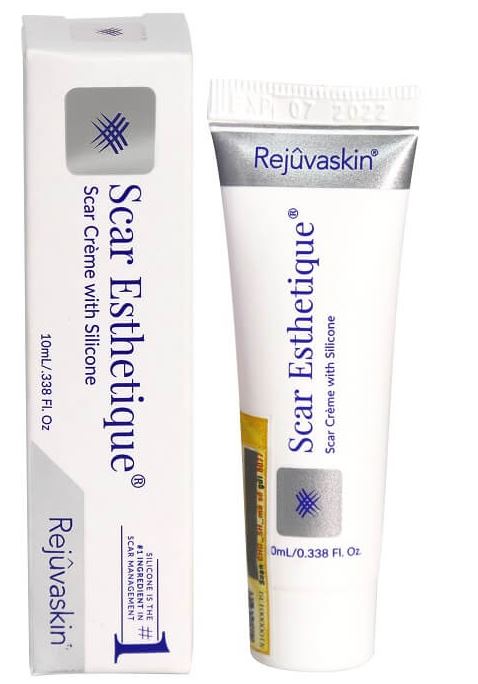 Scar Esthetique®
Scar Crème with Silicone
10mL/.338 Fl. Oz
Rejûvaskin
SILICONE IS THE
#1 INGREDIENT IN
SCAR MANAGEMENT
#1
EXP. 07 2022
Rejûvaskin®
Scar Esthetique®
Scar Crème with Silicone
0mL/0.338 Fl. Oz.